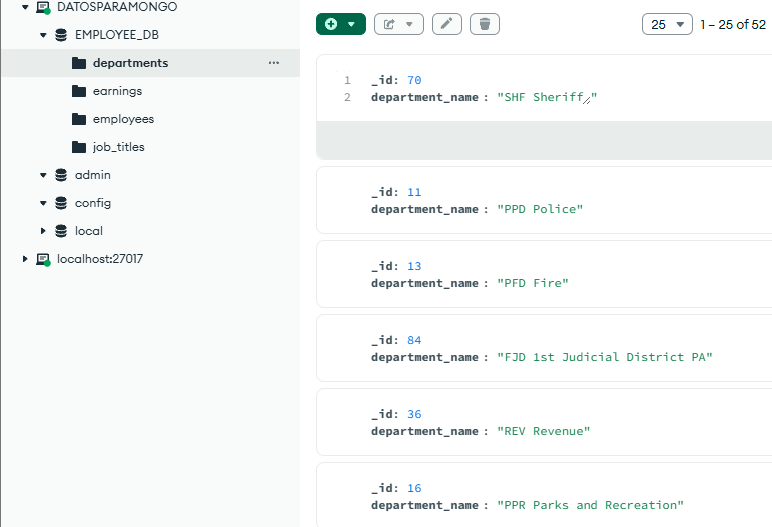 DATOSPARAMONGO
EMPLOYEE_DB
departments
earnings
employees
job_titles
admin
config
local
localhost:27017
25
1 – 25 of 52
1 _id: 70
2 department_name : "SHF Sheriff"
_id: 11
department_name : "PPD Police"
_id: 13
department_name : "PFD Fire"
_id: 84
department_name : "FJD 1st Judicial District PA"
_id: 36
department_name : "REV Revenue"
_id: 16
department_name : "PPR Parks and Recreation"